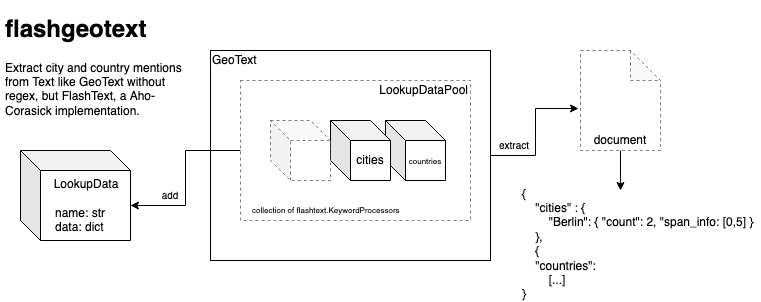 flashgeotext
Extract city and country mentions
from Text like GeoText without
regex, but FlashText, a Aho-
Corasick implementation.
GeoText
LookupDataPool
cities
countries
collection of flashtext.KeywordProcessors
LookupData
name: str
data: dict
add
extract
document
{
"cities" : {
"Berlin": { "count": 2, "span_info: [0,5] }
},
{
"countries":
[...]
}